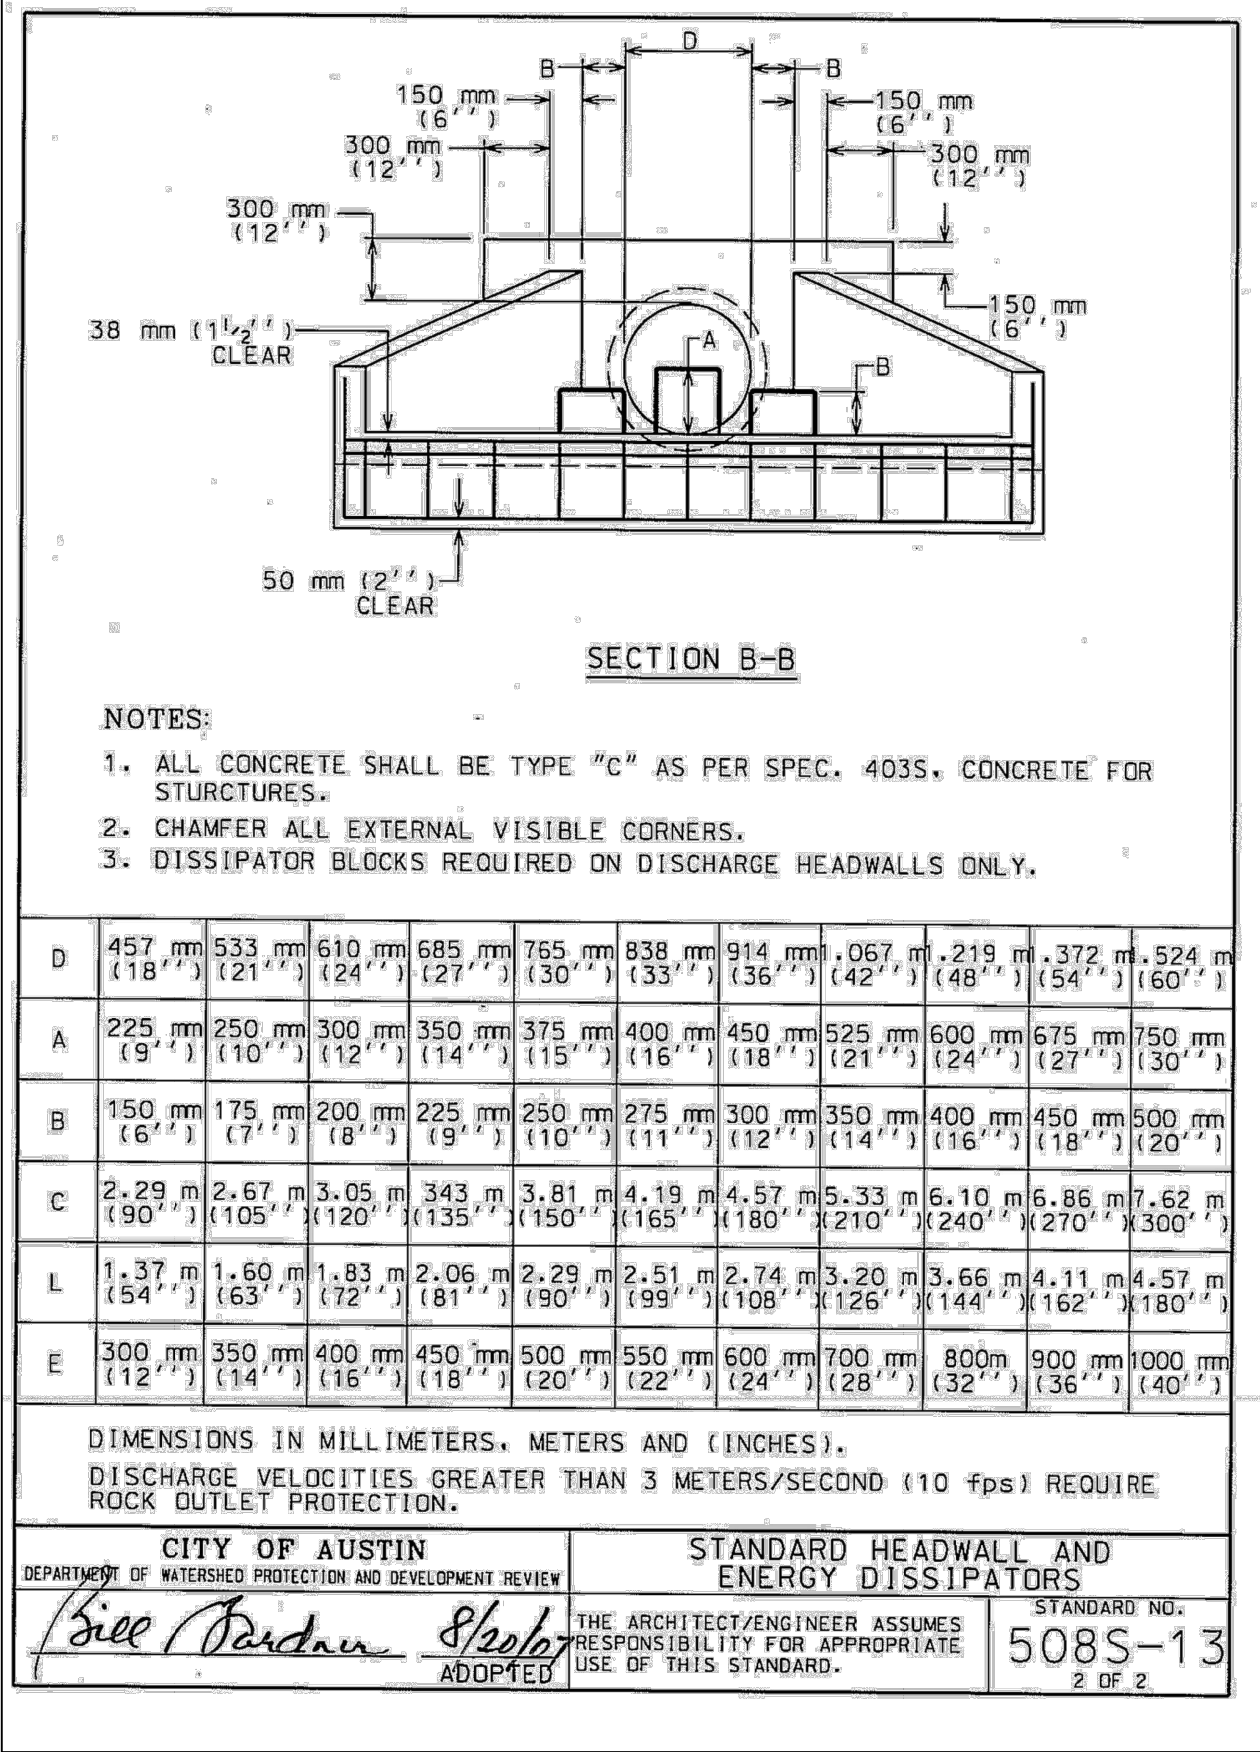 D
B
B
150 mm
(6'')
150 mm
(6'')
300 mm
(12'')
300 mm
(12'')
300 mm
(12'')
150 mm
(6'')
38 mm (1 1/2'')
CLEAR
A
B
50 mm (2'')
CLEAR
SECTION B-B
NOTES:
1. ALL CONCRETE SHALL BE TYPE "C" AS PER SPEC. 403S. CONCRETE FOR
STURCTURES.
2. CHAMFER ALL EXTERNAL VISIBLE CORNERS.
3. DISSIPATOR BLOCKS REQUIRED ON DISCHARGE HEADWALLS ONLY.
D 457 mm 533 mm 610 mm 685 mm 765 mm 838 mm 914 mm 1.067 m 1.219 m 1.372 m 1.524 m
(18'') (21'') (24'') (27'') (30'') (33'') (36'') (42'') (48'') (54'') (60'')
A 225 mm 250 mm 300 mm 350 mm 375 mm 400 mm 450 mm 525 mm 600 mm 675 mm 750 mm
(9'') (10'') (12'') (14'') (15'') (16'') (18'') (21'') (24'') (27'') (30'')
B 150 mm 175 mm 200 mm 225 mm 250 mm 275 mm 300 mm 350 mm 400 mm 450 mm 500 mm
(6'') (7'') (8'') (9'') (10'') (11'') (12'') (14'') (16'') (18'') (20'')
C 2.29 m 2.67 m 3.05 m 343 m 3.81 m 4.19 m 4.57 m 5.33 m 6.10 m 6.86 m 7.62 m
(90'') (105'') (120'') (135'') (150'') (165'') (180'') (210'') (240'') (270'') (300'')
L 1.37 m 1.60 m 1.83 m 2.06 m 2.29 m 2.51 m 2.74 m 3.20 m 3.66 m 4.11 m 4.57 m
(54'') (63'') (72'') (81'') (90'') (99'') (108'') (126'') (144'') (162'') (180'')
E 300 mm 350 mm 400 mm 450 mm 500 mm 550 mm 600 mm 700 mm 800m 900 mm 1000 mm
(12'') (14'') (16'') (18'') (20'') (22'') (24'') (28'') (32'') (36'') (40'')
DIMENSIONS IN MILLIMETERS. METERS AND (INCHES).
DISCHARGE VELOCITIES GREATER THAN 3 METERS/SECOND (10 fps) REQUIRE
ROCK OUTLET PROTECTION.
CITY OF AUSTIN
DEPARTMENT OF WATERSHED PROTECTION AND DEVELOPMENT REVIEW
Bill Gardner 8/20/07
ADOPTED
STANDARD HEADWALL AND
ENERGY DISSIPATORS
THE ARCHITECT/ENGINEER ASSUMES
RESPONSIBILITY FOR APPROPRIATE
USE OF THIS STANDARD.
STANDARD NO.
508S-13
2 OF 2